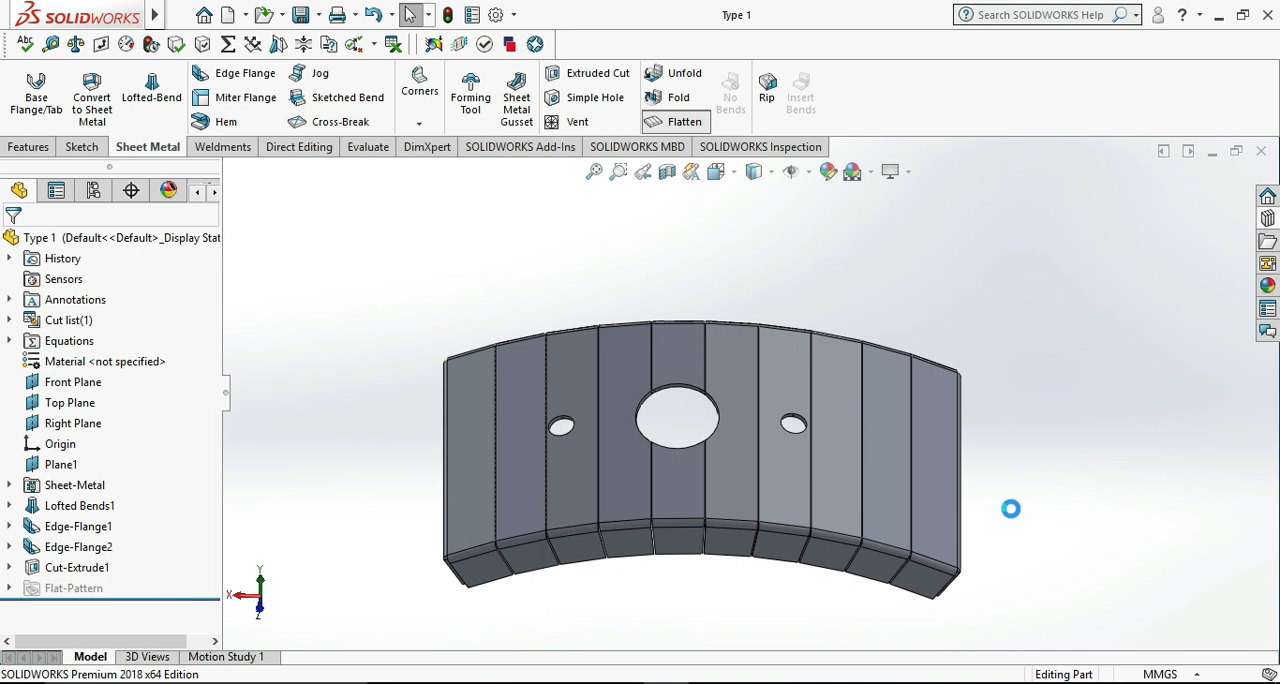 SOLIDWORKS
Type 1
Search SOLIDWORKS Help
?
Abc
Base Flange/Tab
Convert to Sheet Metal
Lofted-Bend
Edge Flange
Miter Flange
Hem
Jog
Sketched Bend
Cross-Break
Corners
Forming Tool
Sheet Metal Gusset
Extruded Cut
Simple Hole
Vent
Unfold
Fold
Flatten
No Bends
Rip
Insert Bends
Features
Sketch
Sheet Metal
Weldments
Direct Editing
Evaluate
DimXpert
SOLIDWORKS Add-Ins
SOLIDWORKS MBD
SOLIDWORKS Inspection
Type 1 (Default<<Default>_Display Stat
History
Sensors
Annotations
Cut list(1)
Equations
Material <not specified>
Front Plane
Top Plane
Right Plane
Origin
Plane1
Sheet-Metal
Lofted Bends1
Edge-Flange1
Edge-Flange2
Cut-Extrude1
Flat-Pattern
Y
X
Z
Model
3D Views
Motion Study 1
SOLIDWORKS Premium 2018 x64 Edition
Editing Part
MMGS